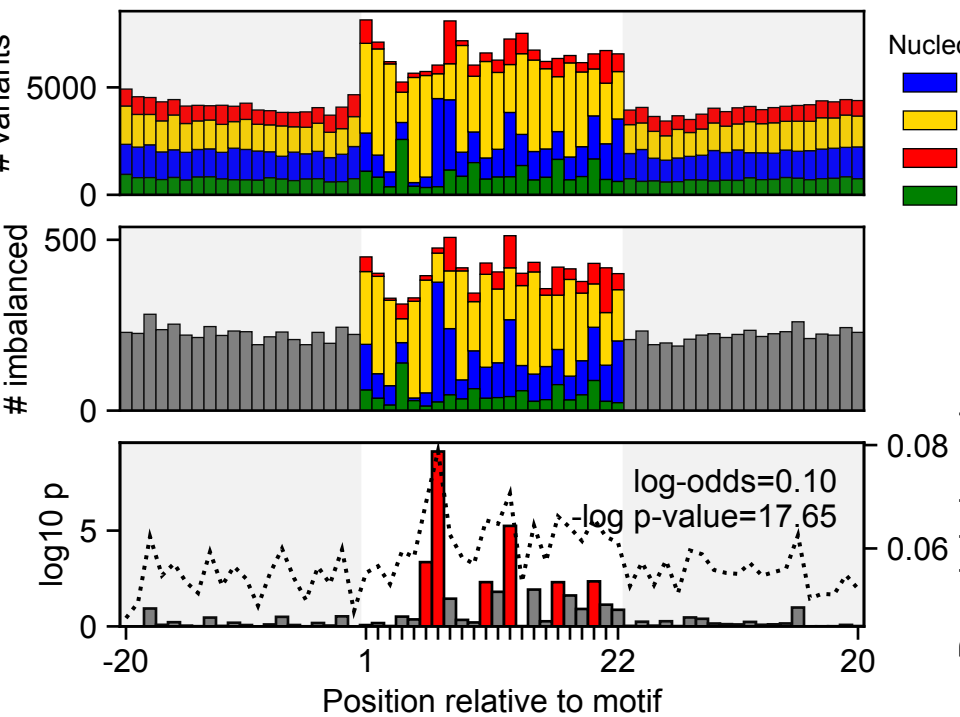 # variants
5000
0
Nucleo
# imbalanced
500
0
log-odds=0.10
-log p-value=17.65
log10 p
5
0
0.08
0.06
-20
1
22
20
Position relative to motif